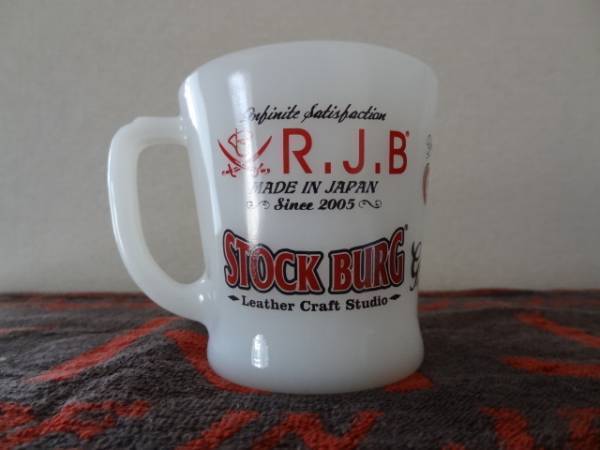 Infinite Satisfaction
R.J.B®
MADE IN JAPAN
Since 2005
STOCK BURG®
Leather Craft Studio
G